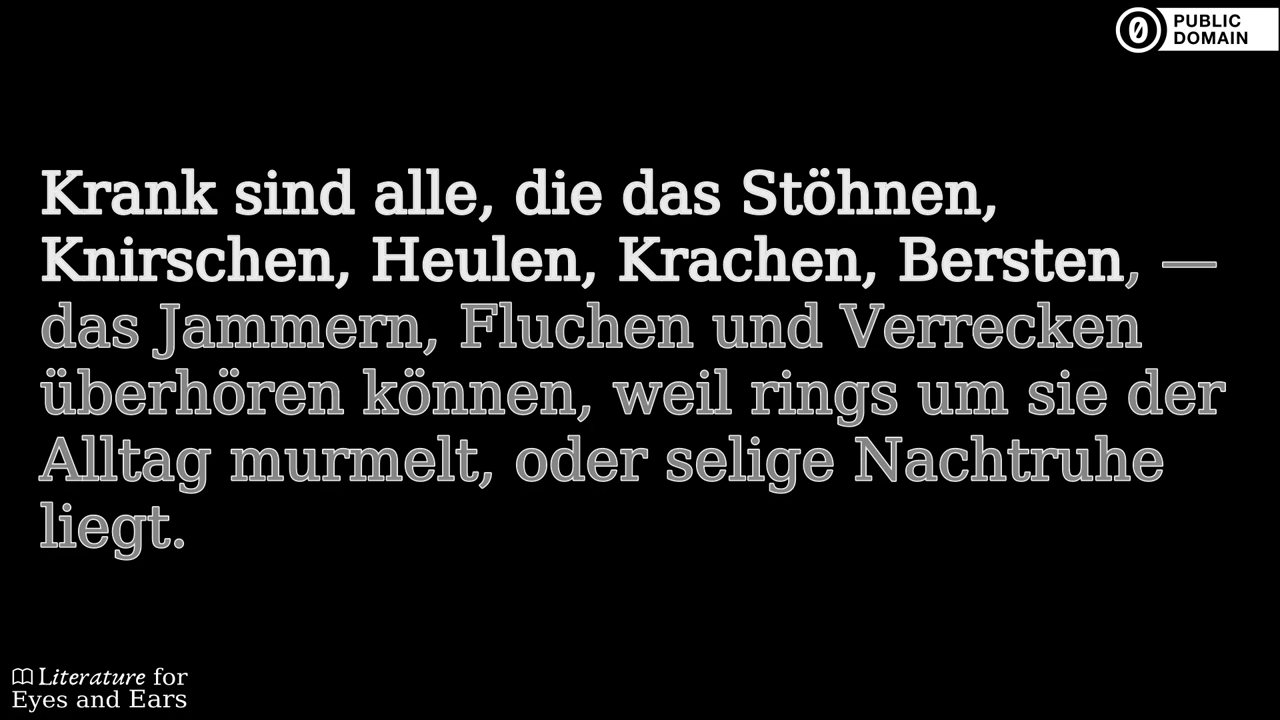 PUBLIC
DOMAIN
Krank sind alle, die das Stöhnen,
Knirschen, Heulen, Krachen, Bersten, —
das Jammern, Fluchen und Verrecken
überhören können, weil rings um sie der
Alltag murmelt, oder selige Nachtruhe
liegt.
Literature for
Eyes and Ears